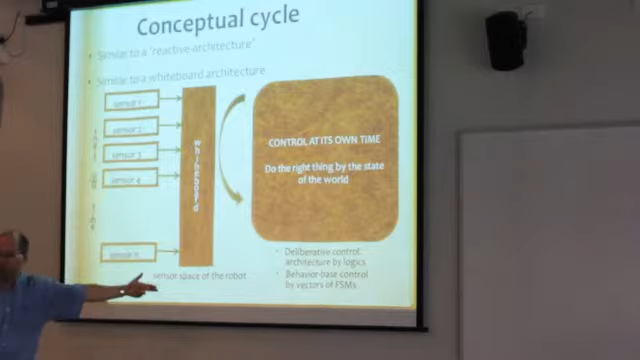 Conceptual cycle
• Similar to a 'reactive-architecture'
• Similar to a whiteboard architecture
sensor 1
sensor 2
sensor 3
sensor 4
sensor n
whiteboard
CONTROL AT ITS OWN TIME
Do the right thing by the state
of the world
sensor space of the robot
• Deliberative control
architecture by logics
• Behavior-base control
by vectors of FSMs